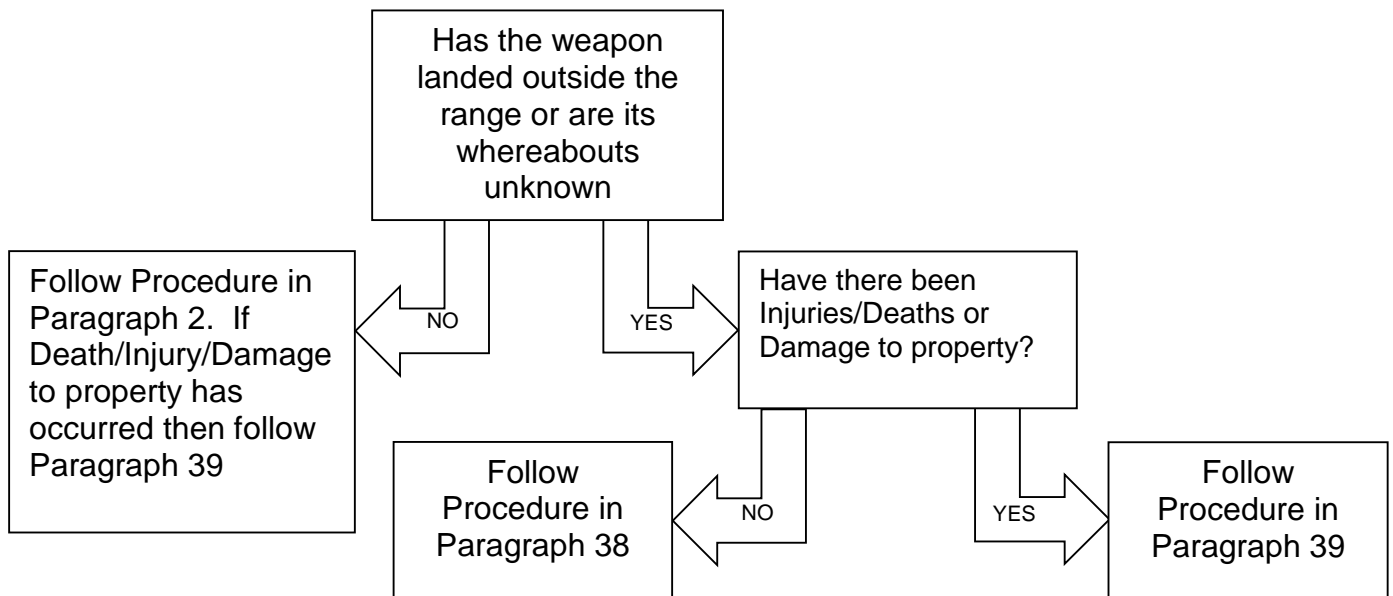 Has the weapon
landed outside the
range or are its
whereabouts
unknown
NO
YES
Follow Procedure in
Paragraph 2.  If
Death/Injury/Damage
to property has
occurred then follow
Paragraph 39
Have there been
Injuries/Deaths or
Damage to property?
NO
YES
Follow
Procedure in
Paragraph 38
Follow
Procedure in
Paragraph 39